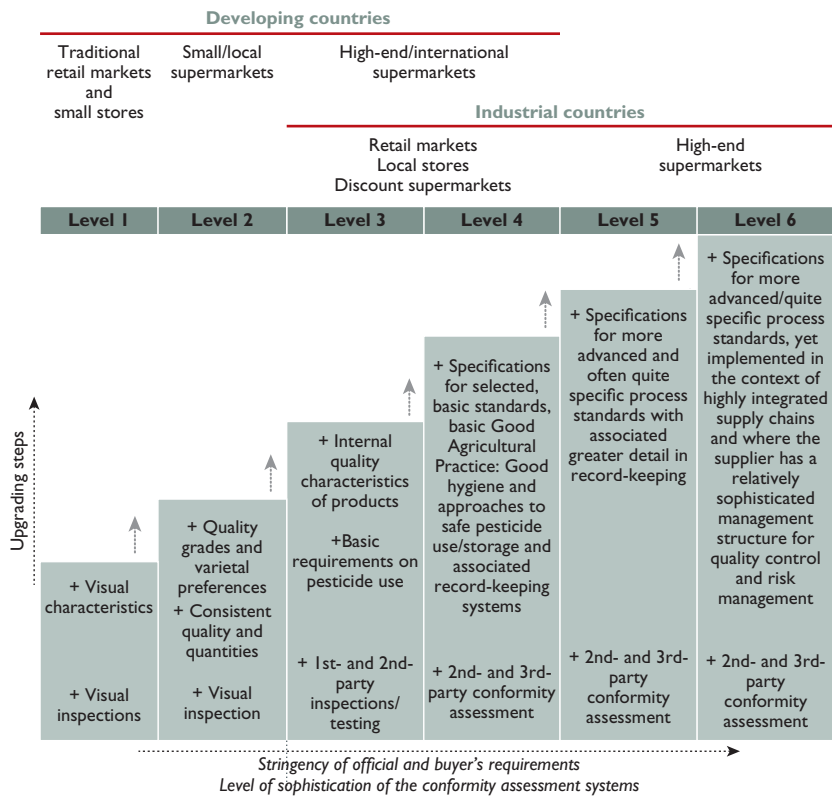 Developing countries
Traditional
retail markets
and
small stores
Small/local
supermarkets
High-end/international
supermarkets
Industrial countries
Retail markets
Local stores
Discount supermarkets
High-end
supermarkets
Level 1
Level 2
Level 3
Level 4
Level 5
Level 6
Upgrading steps
+ Visual
characteristics
+ Visual
inspections
+ Quality
grades and
varietal
preferences
+ Consistent
quality and
quantities
+ Visual
inspection
+ Internal
quality
characteristics
of products
+Basic
requirements on
pesticide use
+ 1st- and 2nd-
party
inspections/
testing
+ Specifications
for selected,
basic standards,
basic Good
Agricultural
Practice: Good
hygiene and
approaches to
safe pesticide
use/storage and
associated
record-keeping
systems
+ 2nd- and 3rd-
party conformity
assessment
+ Specifications
for more
advanced and
often quite
specific process
standards with
associated
greater detail in
record-keeping
+ 2nd- and 3rd-
party
conformity
assessment
+ Specifications
for more
advanced/quite
specific process
standards, yet
implemented in
the context of
highly integrated
supply chains
and where the
supplier has a
relatively
sophisticated
management
structure for
quality control
and risk
management
+ 2nd- and 3rd-
party
conformity
assessment
Stringency of official and buyer's requirements
Level of sophistication of the conformity assessment systems